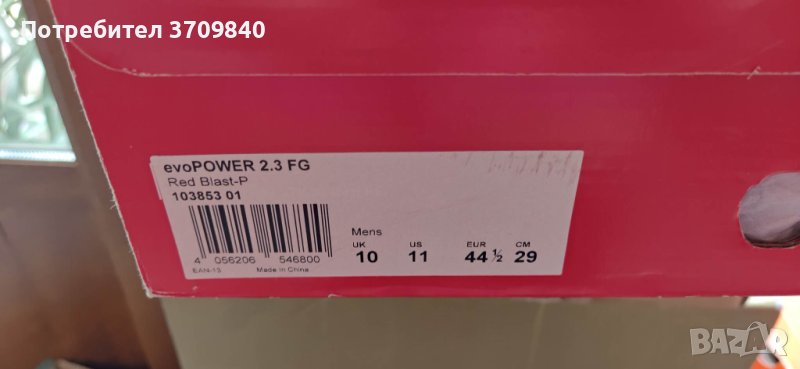 Потребител 3709840
evoPOWER 2.3 FG
Red Blast-P
103853 01
Mens
UK US EUR CM
10 11 44 ½ 29
4 056206 546800
EAN-13 Made in China
BAZAR